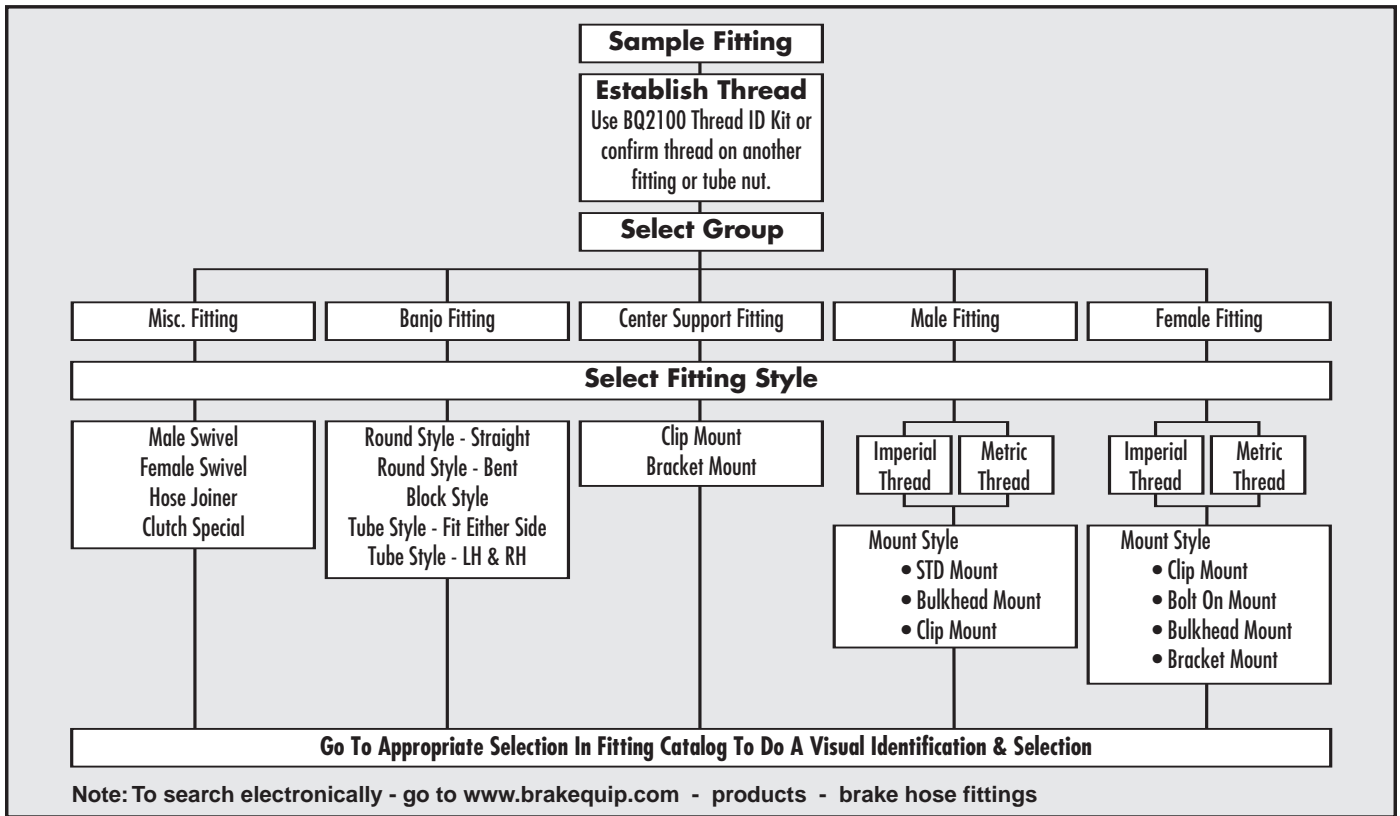 Sample Fitting
Establish Thread
Use BQ2100 Thread ID Kit or
confirm thread on another
fitting or tube nut.
Select Group
Misc. Fitting
Banjo Fitting
Center Support Fitting
Male Fitting
Female Fitting
Select Fitting Style
Male Swivel
Female Swivel
Hose Joiner
Clutch Special
Round Style - Straight
Round Style - Bent
Block Style
Tube Style - Fit Either Side
Tube Style - LH & RH
Clip Mount
Bracket Mount
Imperial
Thread
Metric
Thread
Mount Style
• STD Mount
• Bulkhead Mount
• Clip Mount
Imperial
Thread
Metric
Thread
Mount Style
• Clip Mount
• Bolt On Mount
• Bulkhead Mount
• Bracket Mount
Go To Appropriate Selection In Fitting Catalog To Do A Visual Identification & Selection
Note: To search electronically - go to www.brakequip.com - products - brake hose fittings